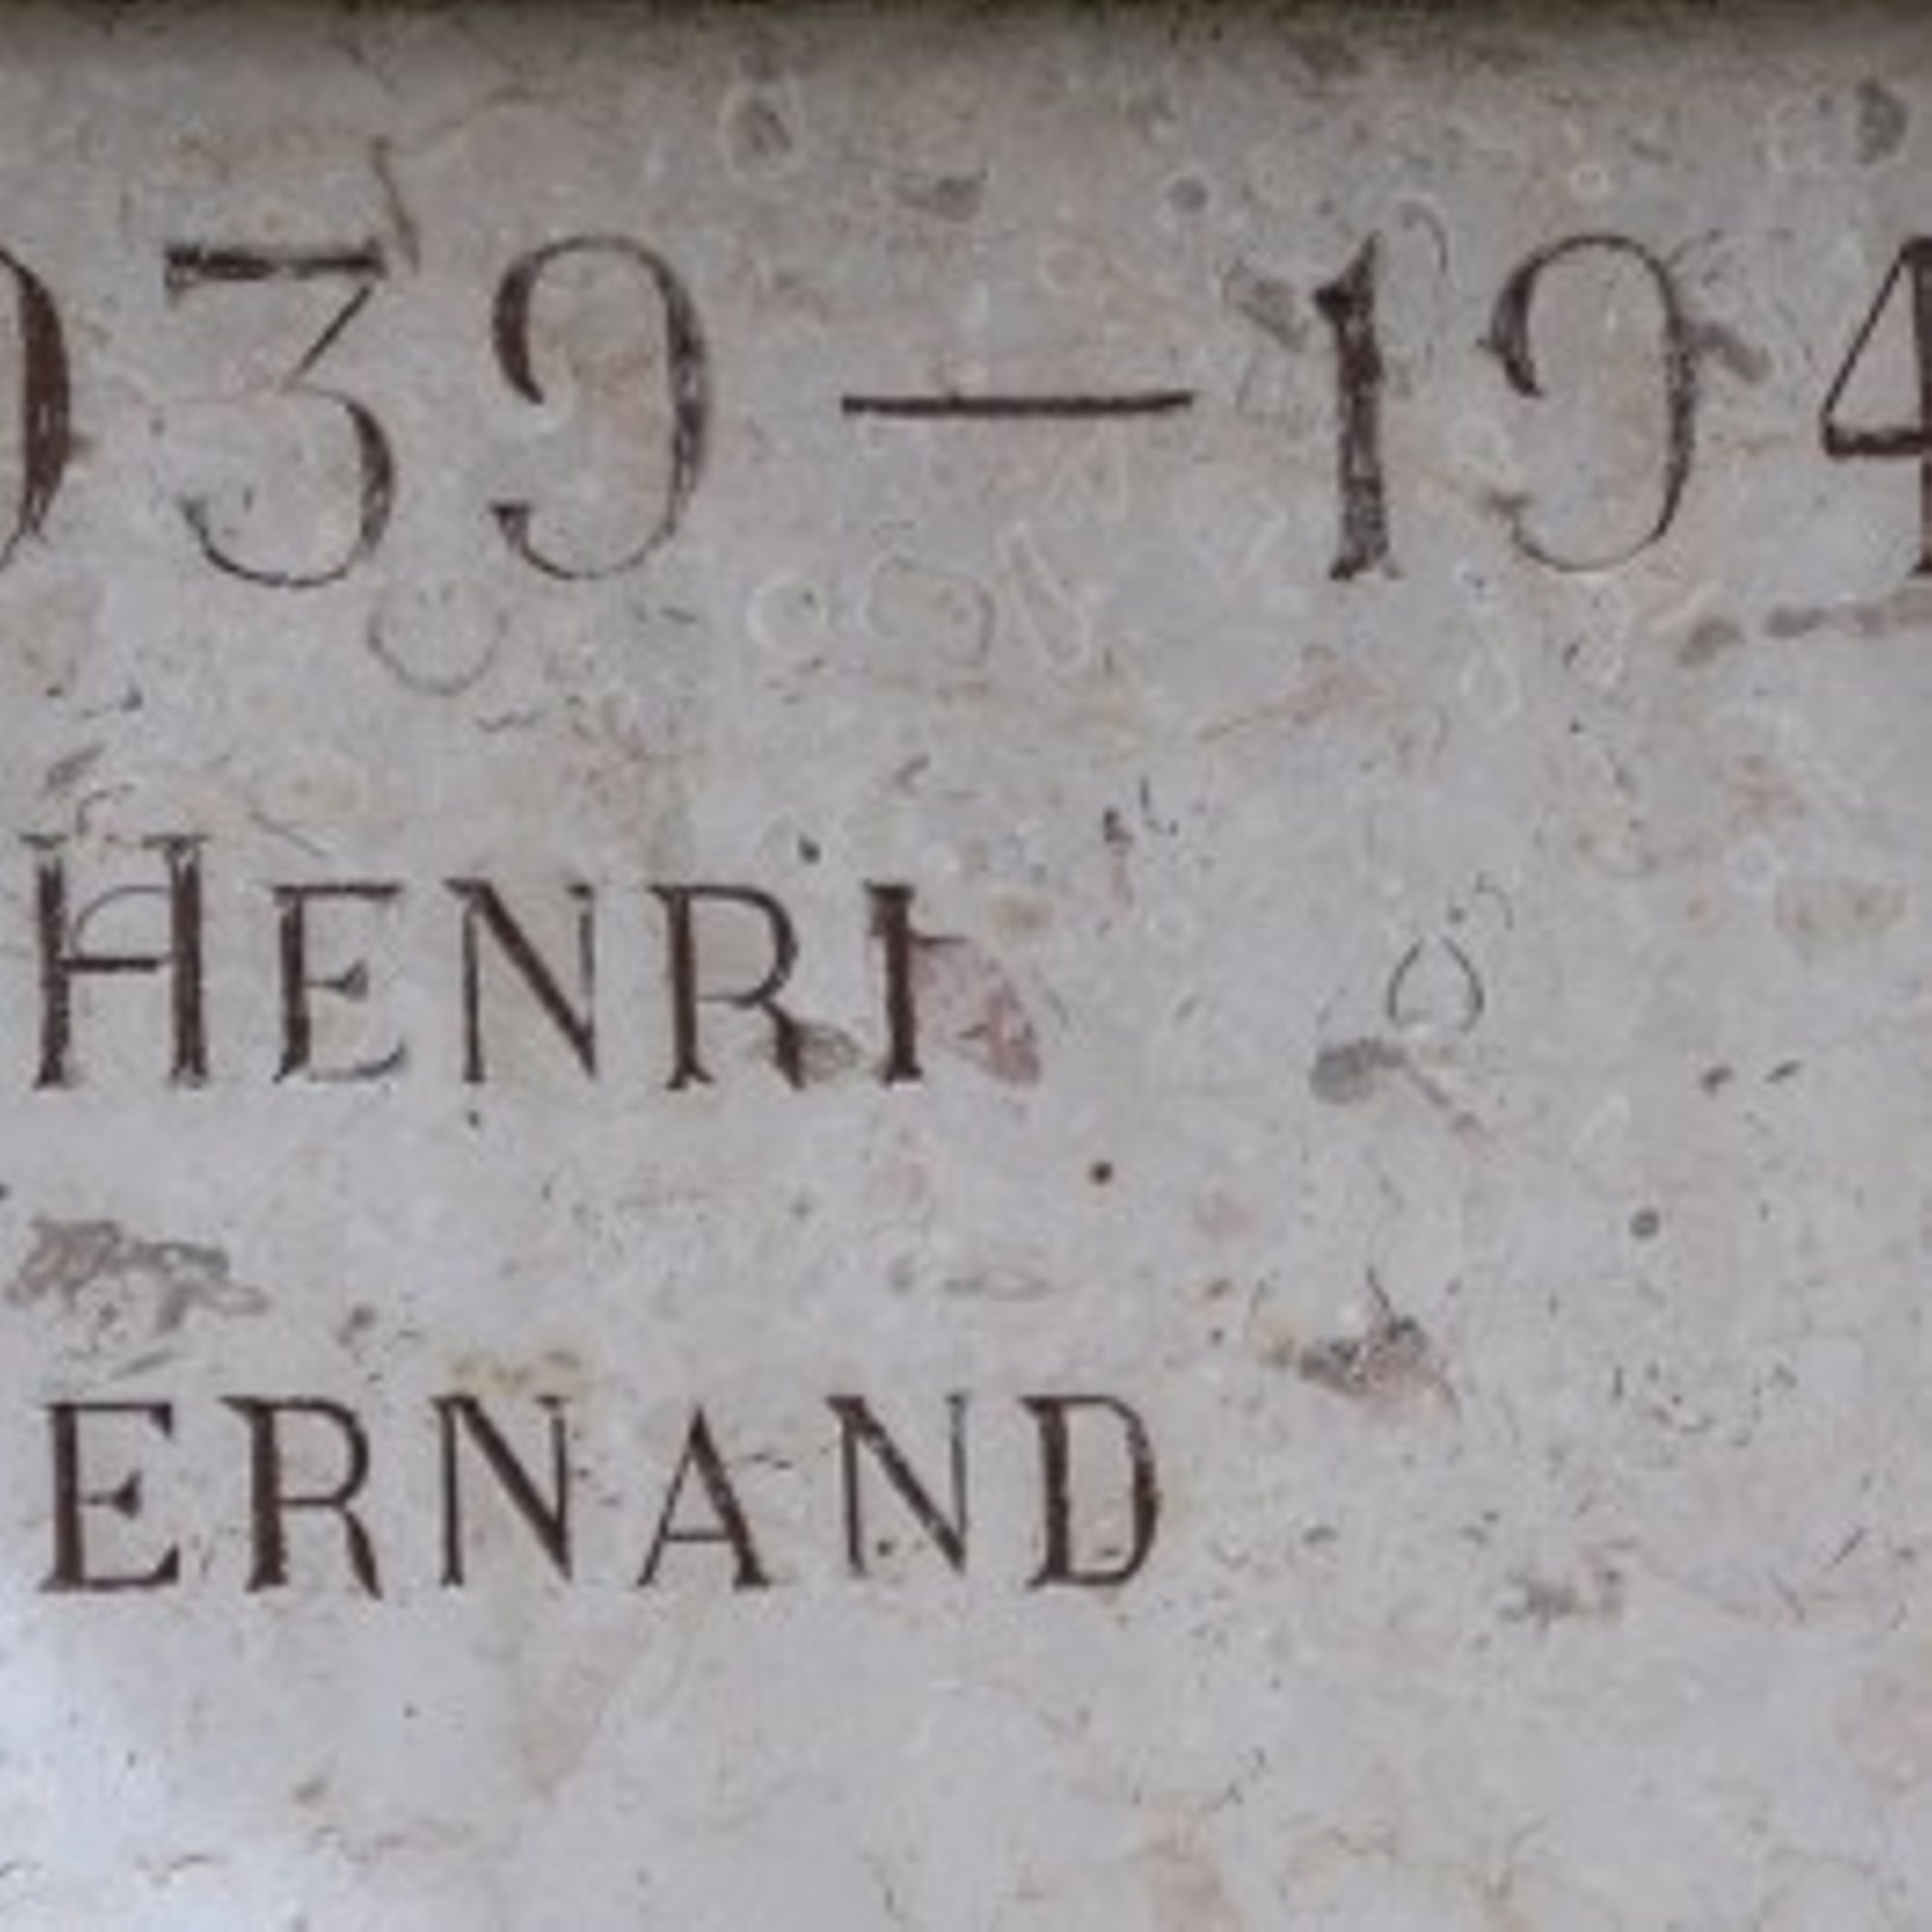 939 — 194
HENRI
ERNAND